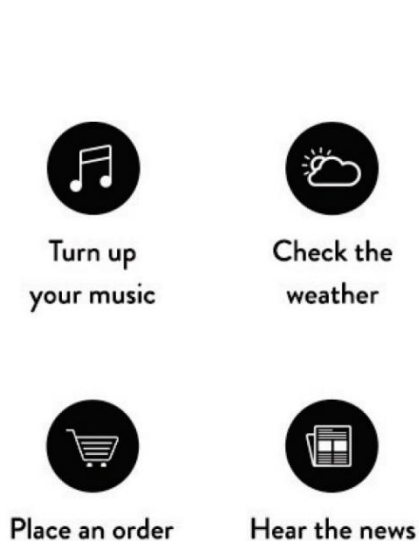 Turn up
your music
Check the
weather
Place an order
Hear the news